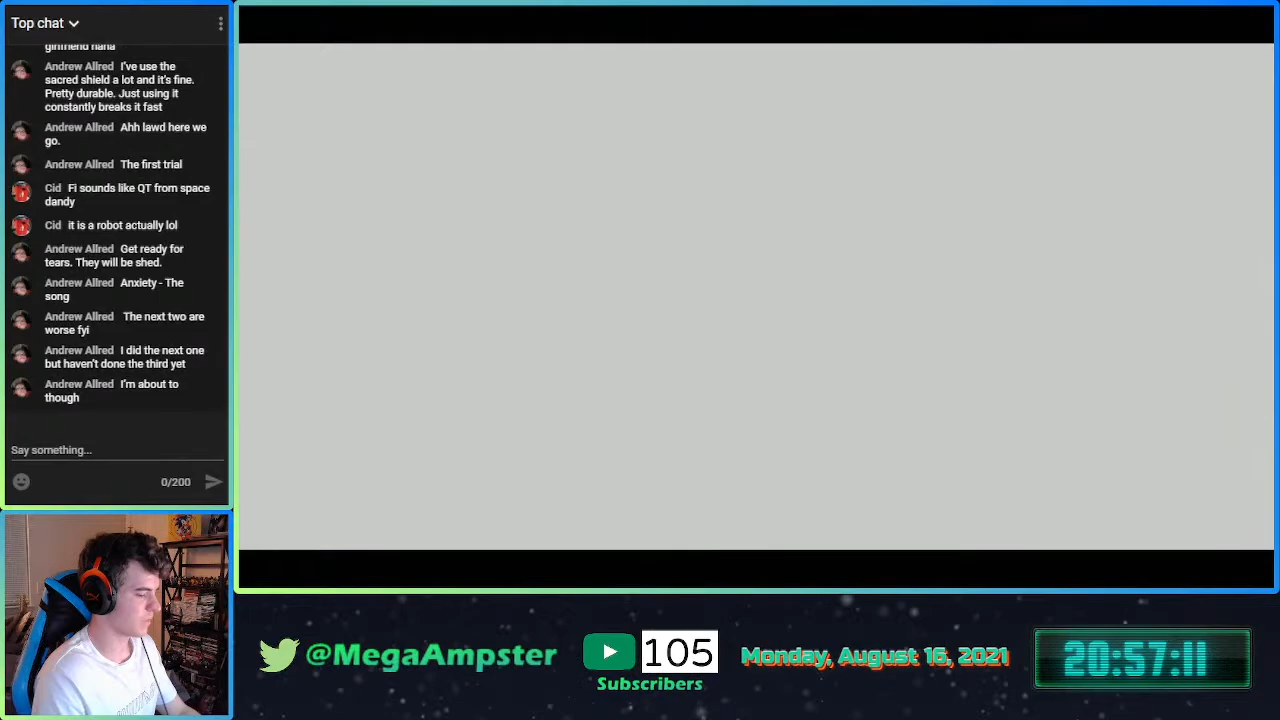 Top chat
girlfriend haha
Andrew Allred I've use the
sacred shield a lot and it's fine.
Pretty durable. Just using it
constantly breaks it fast
Andrew Allred Ahh lawd here we
go.
Andrew Allred The first trial
Cid Fi sounds like QT from space
dandy
Cid it is a robot actually lol
Andrew Allred Get ready for
tears. They will be shed.
Andrew Allred Anxiety - The
song
Andrew Allred The next two are
worse fyi
Andrew Allred I did the next one
but haven't done the third yet
Andrew Allred I'm about to
though
Say something...
0/200
@MegaAmpster
105
Subscribers
Monday, August 16, 2021
20:57:11